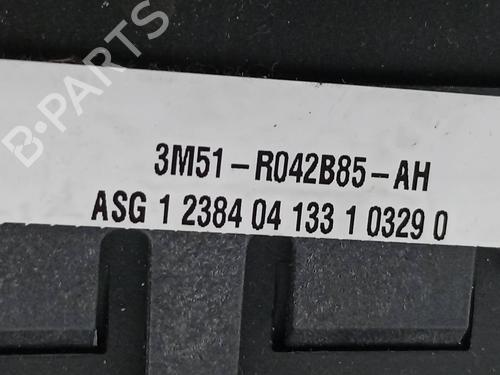 B-PARTS
3M51-R042B85-AH
ASG 1 2384 04 133 1 0329 0